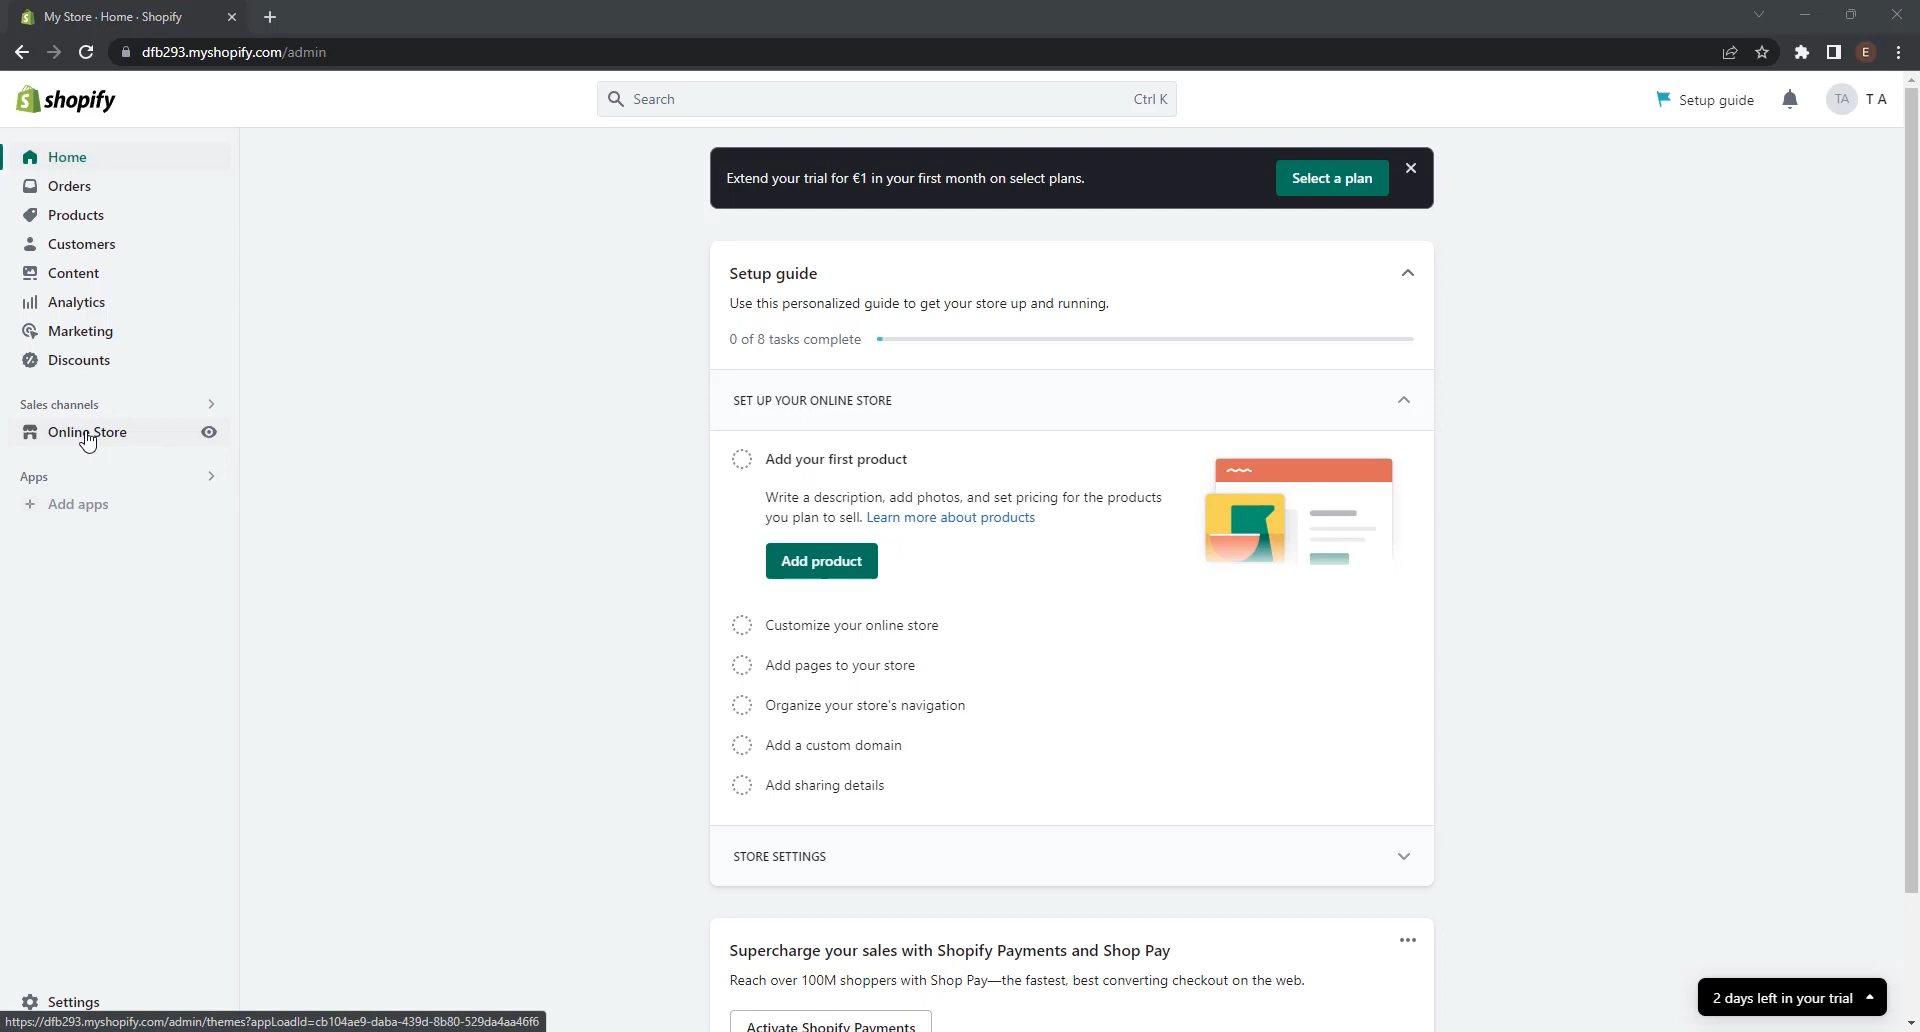 My Store · Home · Shopify
dfb293.myshopify.com/admin
E
shopify
Search
Ctrl K
Setup guide
TA
T A
Home
Orders
Products
Customers
Content
Analytics
Marketing
Discounts
Sales channels
Online Store
Apps
Add apps
Settings
Extend your trial for €1 in your first month on select plans.
Select a plan
Setup guide
Use this personalized guide to get your store up and running.
0 of 8 tasks complete
SET UP YOUR ONLINE STORE
Add your first product
Write a description, add photos, and set pricing for the products
you plan to sell. Learn more about products
Add product
Customize your online store
Add pages to your store
Organize your store's navigation
Add a custom domain
Add sharing details
STORE SETTINGS
Supercharge your sales with Shopify Payments and Shop Pay
Reach over 100M shoppers with Shop Pay—the fastest, best converting checkout on the web.
Activate Shopify Payments
2 days left in your trial
https://dfb293.myshopify.com/admin/themes?appLoadId=cb104ae9-daba-439d-8b80-529da4aa46f6